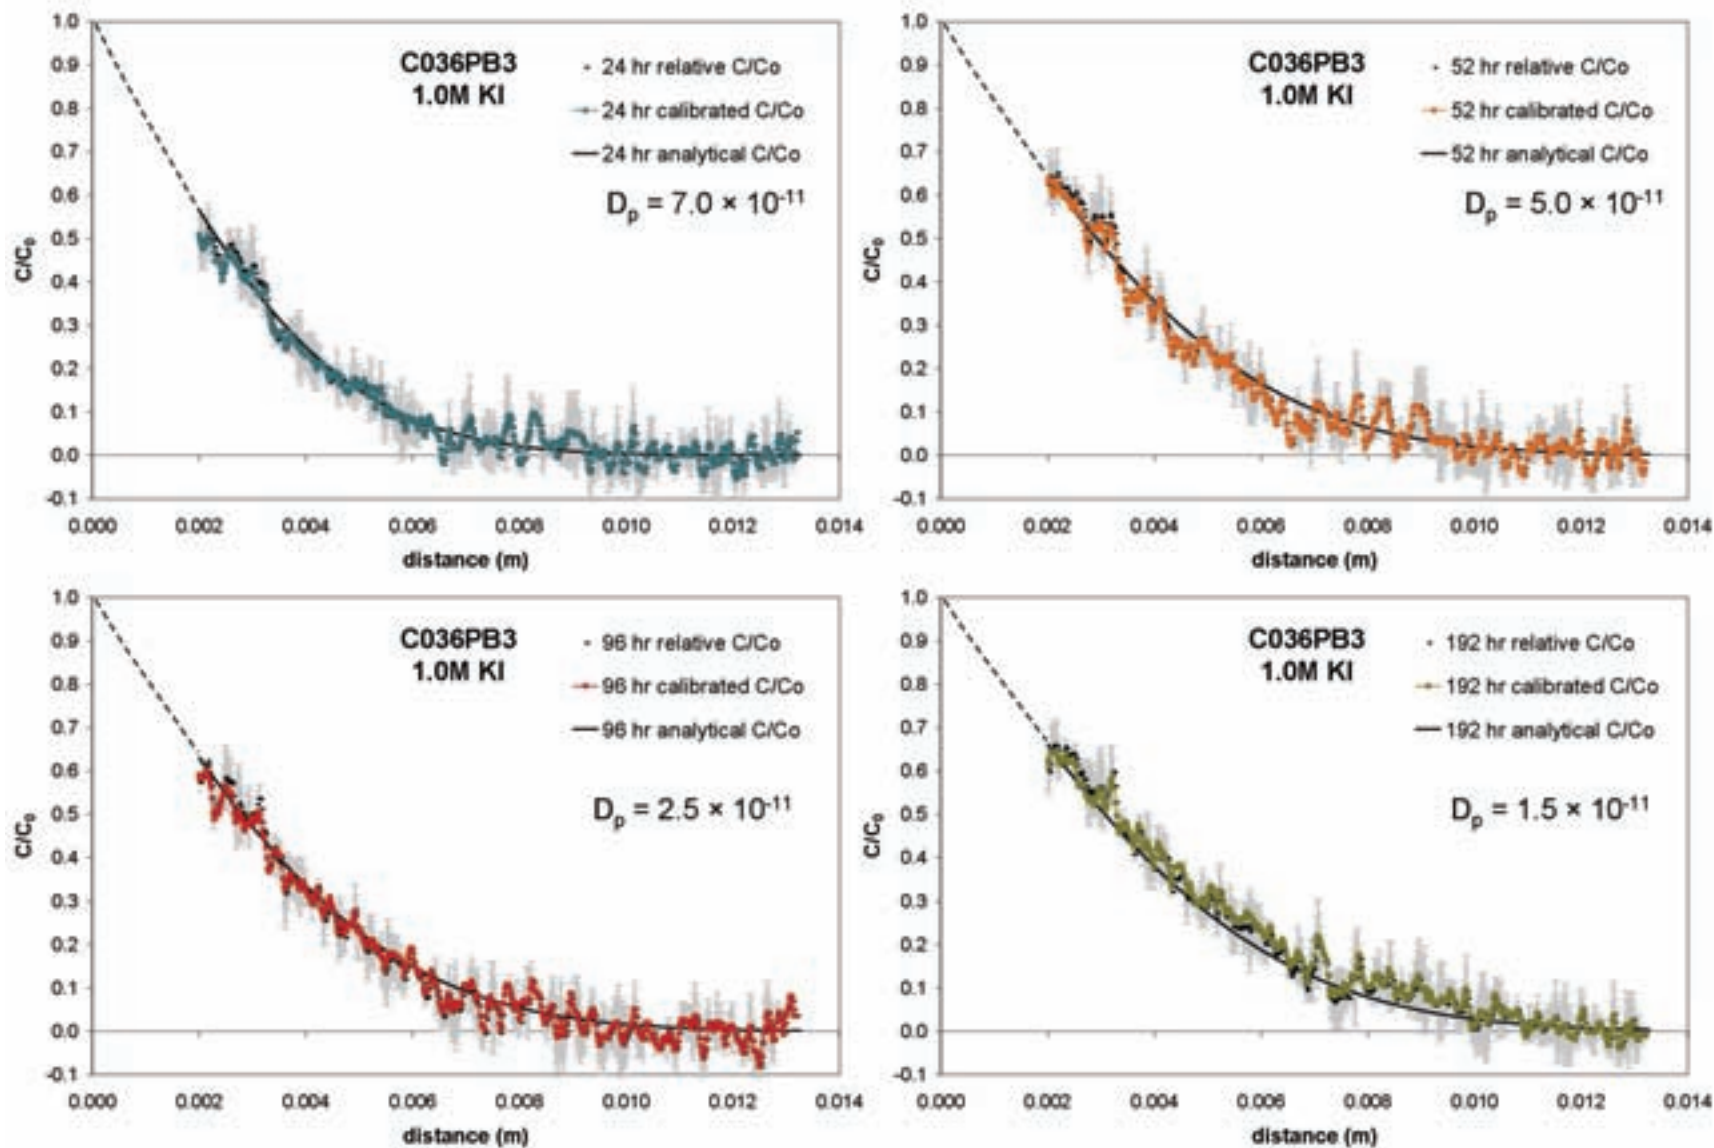 C036PB3
1.0M KI
24 hr relative C/Co
24 hr calibrated C/Co
24 hr analytical C/Co
Dp = 7.0 × 10-11
C/C0
1.0
0.9
0.8
0.7
0.6
0.5
0.4
0.3
0.2
0.1
0.0
-0.1
0.000 0.002 0.004 0.006 0.008 0.010 0.012 0.014
distance (m)
C036PB3
1.0M KI
52 hr relative C/Co
52 hr calibrated C/Co
52 hr analytical C/Co
Dp = 5.0 × 10-11
C/C0
1.0
0.9
0.8
0.7
0.6
0.5
0.4
0.3
0.2
0.1
0.0
-0.1
0.000 0.002 0.004 0.006 0.008 0.010 0.012 0.014
distance (m)
C036PB3
1.0M KI
96 hr relative C/Co
96 hr calibrated C/Co
96 hr analytical C/Co
Dp = 2.5 × 10-11
C/C0
1.0
0.9
0.8
0.7
0.6
0.5
0.4
0.3
0.2
0.1
0.0
-0.1
0.000 0.002 0.004 0.006 0.008 0.010 0.012 0.014
distance (m)
C036PB3
1.0M KI
192 hr relative C/Co
192 hr calibrated C/Co
192 hr analytical C/Co
Dp = 1.5 × 10-11
C/C0
1.0
0.9
0.8
0.7
0.6
0.5
0.4
0.3
0.2
0.1
0.0
-0.1
0.000 0.002 0.004 0.006 0.008 0.010 0.012 0.014
distance (m)